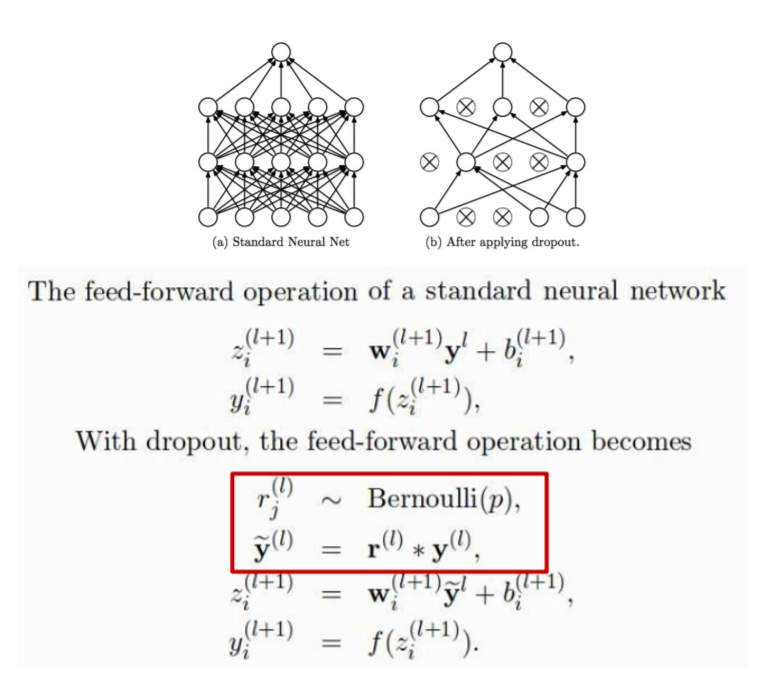 (a) Standard Neural Net
(b) After applying dropout.
The feed-forward operation of a standard neural network
z_i^{(l+1)} = \mathbf{w}_i^{(l+1)} \mathbf{y}^l + b_i^{(l+1)},
y_i^{(l+1)} = f(z_i^{(l+1)}),
With dropout, the feed-forward operation becomes
r_j^{(l)} ∼ Bernoulli(p),
\widetilde{\mathbf{y}}^{(l)} = \mathbf{r}^{(l)} * \mathbf{y}^{(l)},
z_i^{(l+1)} = \mathbf{w}_i^{(l+1)} \widetilde{\mathbf{y}}^l + b_i^{(l+1)},
y_i^{(l+1)} = f(z_i^{(l+1)}).